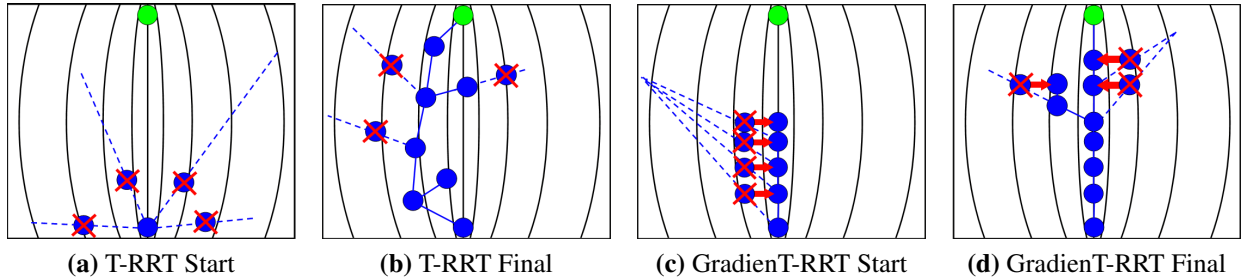 (a) T-RRT Start
(b) T-RRT Final
(c) GradienT-RRT Start
(d) GradienT-RRT Final